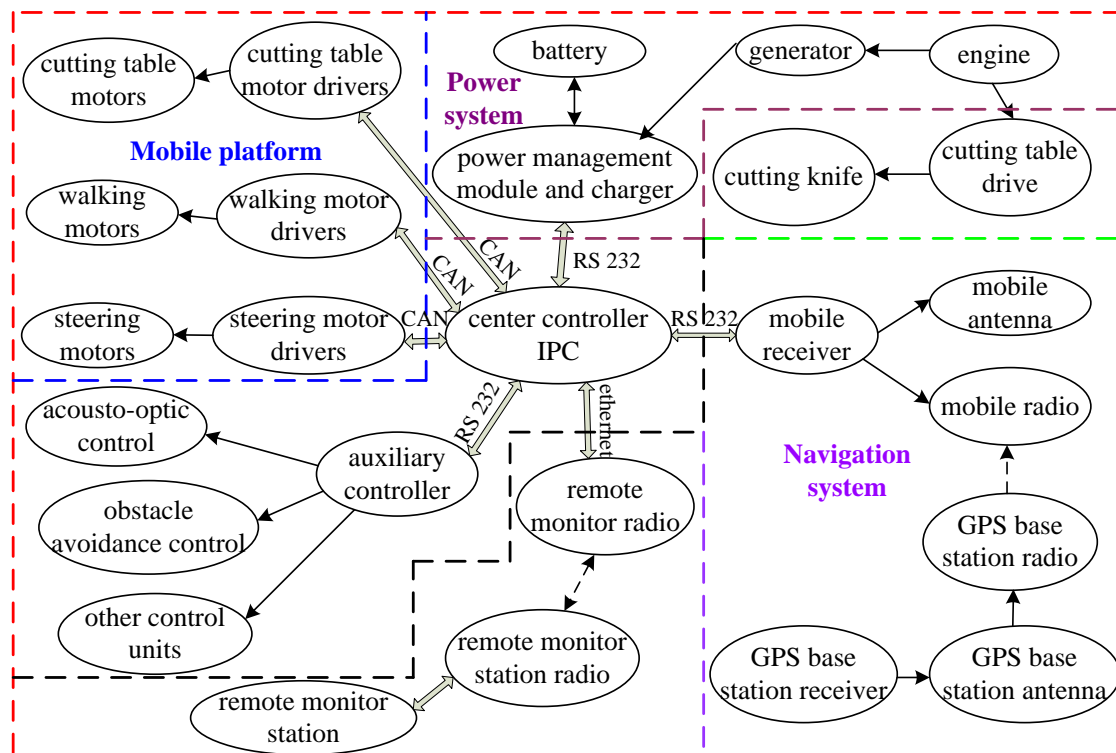 cutting table
motors
cutting table
motor drivers
battery
generator
engine
Power
system
Mobile platform
power management
module and charger
cutting knife
cutting table
drive
walking
motors
walking motor
drivers
CAN
CAN
RS 232
steering
motors
steering motor
drivers
CAN
center controller
IPC
RS 232
mobile
receiver
mobile
antenna
mobile radio
acousto-optic
control
RS 232
ethernet
auxiliary
controller
obstacle
avoidance control
other control
units
remote
monitor radio
Navigation
system
GPS base
station radio
remote monitor
station radio
remote monitor
station
GPS base
station receiver
GPS base
station antenna